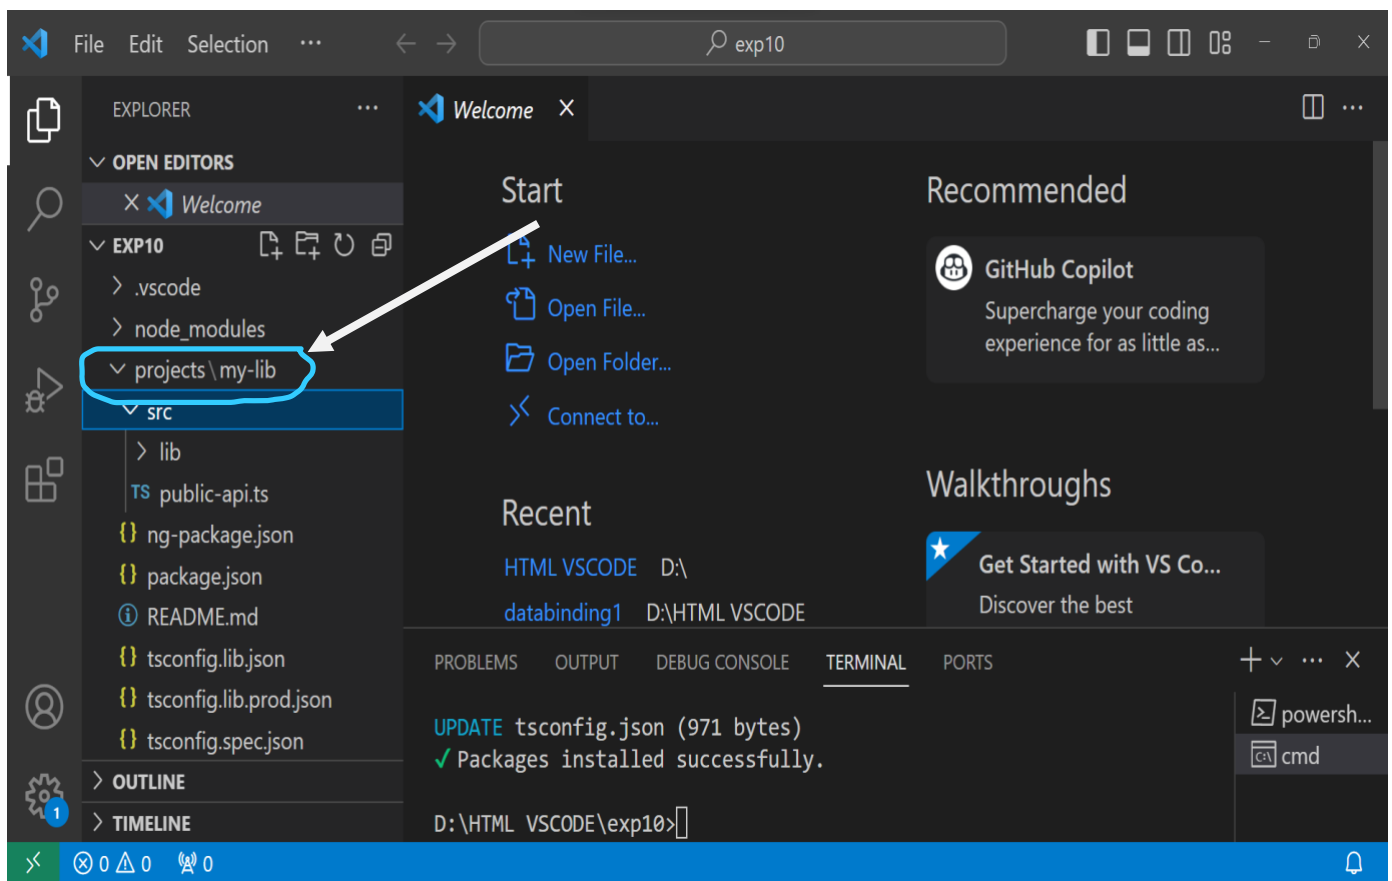 File Edit Selection ··· exp10
EXPLORER ···
Welcome
OPEN EDITORS
Welcome
EXP10
.vscode
node_modules
projects\my-lib
src
lib
TS public-api.ts
{} ng-package.json
{} package.json
README.md
{} tsconfig.lib.json
{} tsconfig.lib.prod.json
{} tsconfig.spec.json
OUTLINE
TIMELINE
Start
New File...
Open File...
Open Folder...
Connect to...
Recent
HTML VSCODE D:\
databinding1 D:\HTML VSCODE
Recommended
GitHub Copilot
Supercharge your coding
experience for as little as...
Walkthroughs
Get Started with VS Co...
Discover the best
PROBLEMS OUTPUT DEBUG CONSOLE TERMINAL PORTS
UPDATE tsconfig.json (971 bytes)
✓ Packages installed successfully.
D:\HTML VSCODE\exp10>
powersh...
cmd
1
0 0 0